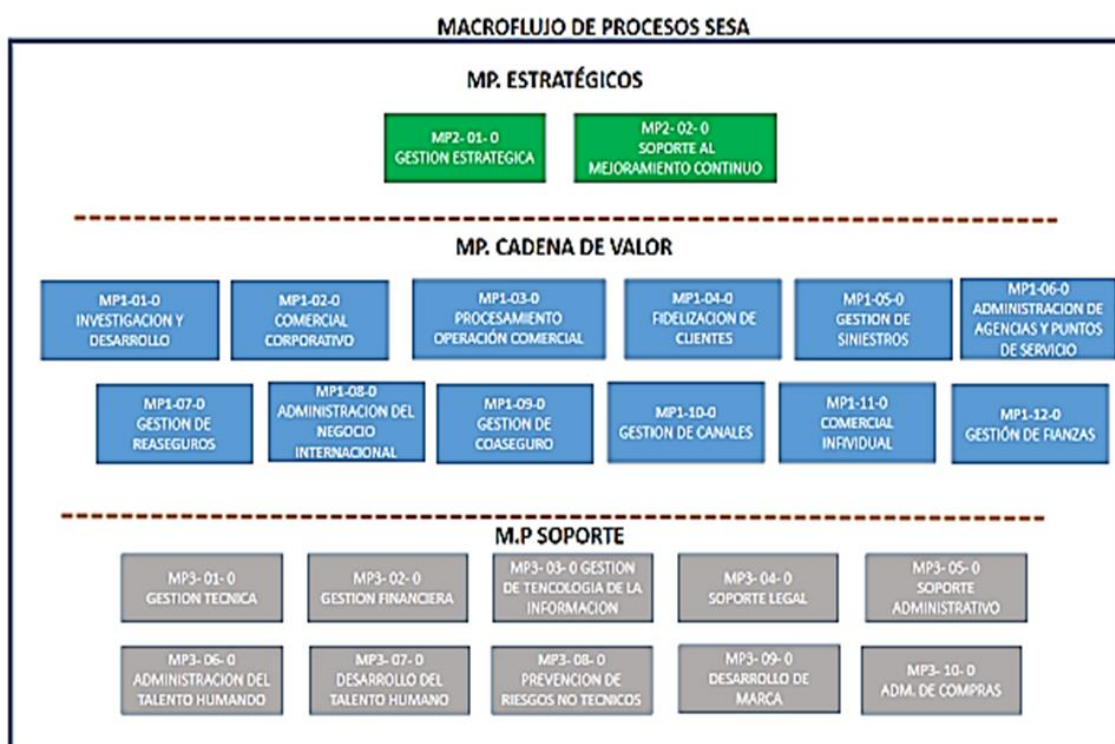 MACROFLUJO DE PROCESOS SESA
MP. ESTRATÉGICOS
MP2- 01- 0
GESTION ESTRATEGICA
MP2- 02- 0
SOPORTE AL
MEJORAMIENTO CONTINUO
MP. CADENA DE VALOR
MP1-01-0
INVESTIGACION Y
DESARROLLO
MP1-02-0
COMERCIAL
CORPORATIVO
MP1-03-0
PROCESAMIENTO
OPERACIÓN COMERCIAL
MP1-04-0
FIDELIZACION DE
CLIENTES
MP1-05-0
GESTION DE
SINIESTROS
MP1-06-0
ADMINISTRACION DE
AGENCIAS Y PUNTOS
DE SERVICIO
MP1-07-0
GESTION DE
REASEGUROS
MP1-08-0
ADMINISTRACION DEL
NEGOCIO
INTERNACIONAL
MP1-09-0
GESTION DE
COASEGURO
MP1-10-0
GESTION DE CANALES
MP1-11-0
COMERCIAL
INFIVIDUAL
MP1-12-0
GESTIÓN DE FIANZAS
M.P SOPORTE
MP3- 01- 0
GESTION TECNICA
MP3- 02- 0
GESTION FINANCIERA
MP3- 03- 0 GESTION
DE TENCOLOGIA DE LA
INFORMACION
MP3- 04- 0
SOPORTE LEGAL
MP3- 05- 0
SOPORTE
ADMINISTRATIVO
MP3- 06- 0
ADMINISTRACION DEL
TALENTO HUMANDO
MP3- 07- 0
DESARROLLO DEL
TALENTO HUMANO
MP3- 08- 0
PREVENCION DE
RIESGOS NO TECNICOS
MP3- 09- 0
DESARROLLO DE
MARCA
MP3- 10- 0
ADM. DE COMPRAS